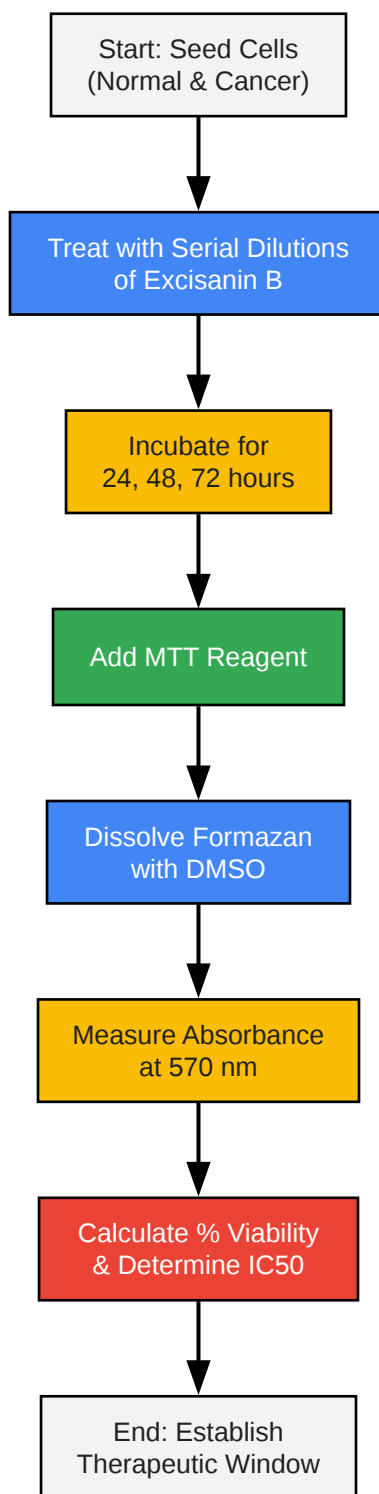 Start: Seed Cells
(Normal & Cancer)
Treat with Serial Dilutions
of Excisanin B
Incubate for
24, 48, 72 hours
Add MTT Reagent
Dissolve Formazan
with DMSO
Measure Absorbance
at 570 nm
Calculate % Viability
& Determine IC50
End: Establish
Therapeutic Window